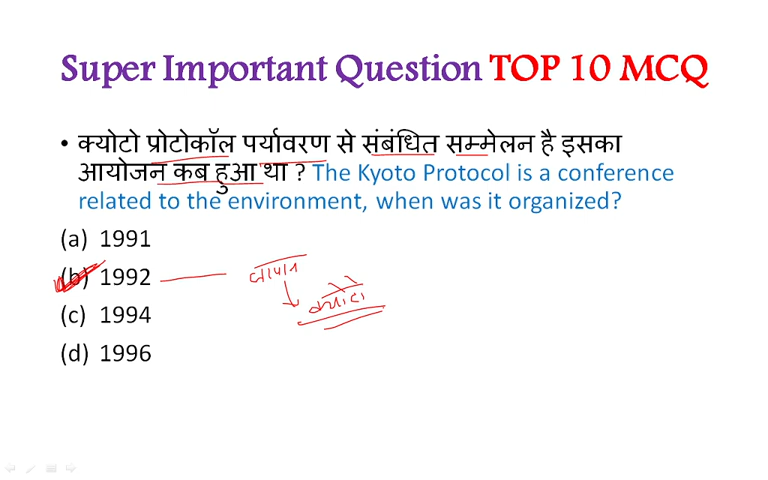 Super Important Question TOP 10 MCQ
• क्योटो प्रोटोकॉल पर्यावरण से संबंधित सम्मेलन है इसका
आयोजन कब हुआ था ? The Kyoto Protocol is a conference
related to the environment, when was it organized?
(a) 1991
(b) 1992
जापान
क्योटो
(c) 1994
(d) 1996